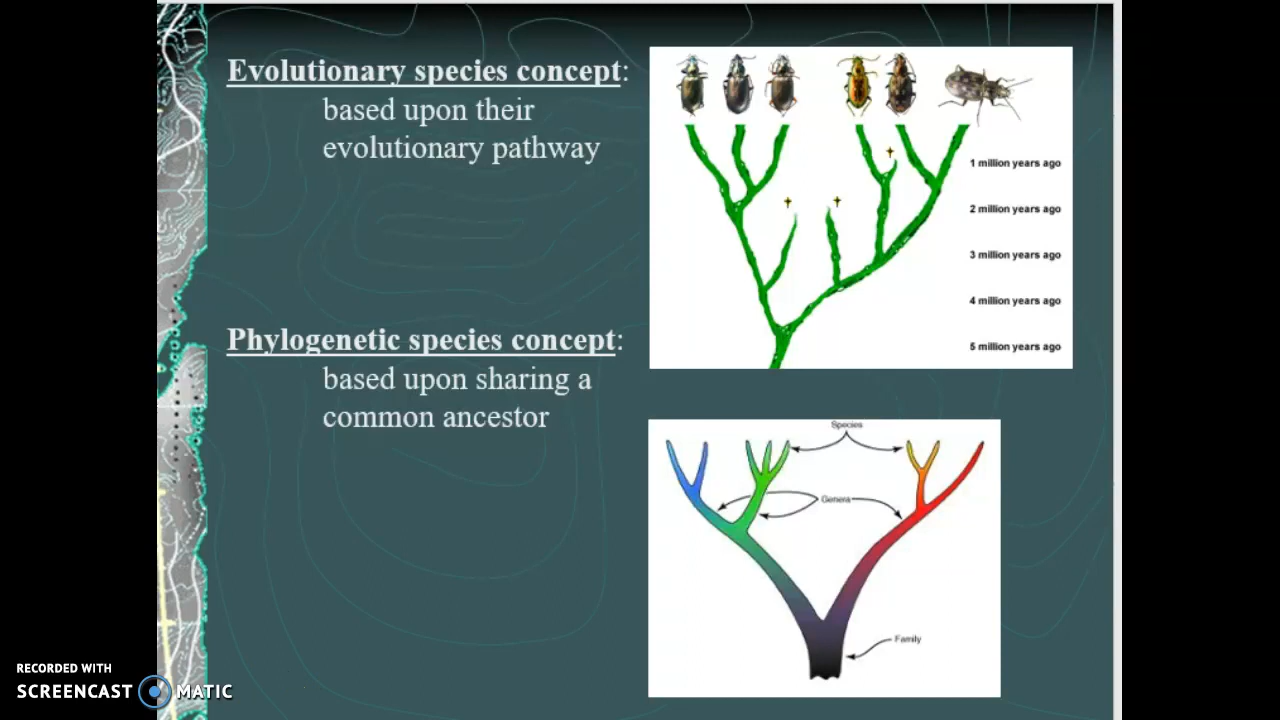 Evolutionary species concept:
based upon their
evolutionary pathway
1 million years ago
2 million years ago
3 million years ago
4 million years ago
5 million years ago
Phylogenetic species concept:
based upon sharing a
common ancestor
Species
Genera
Family
RECORDED WITH
SCREENCAST MATIC